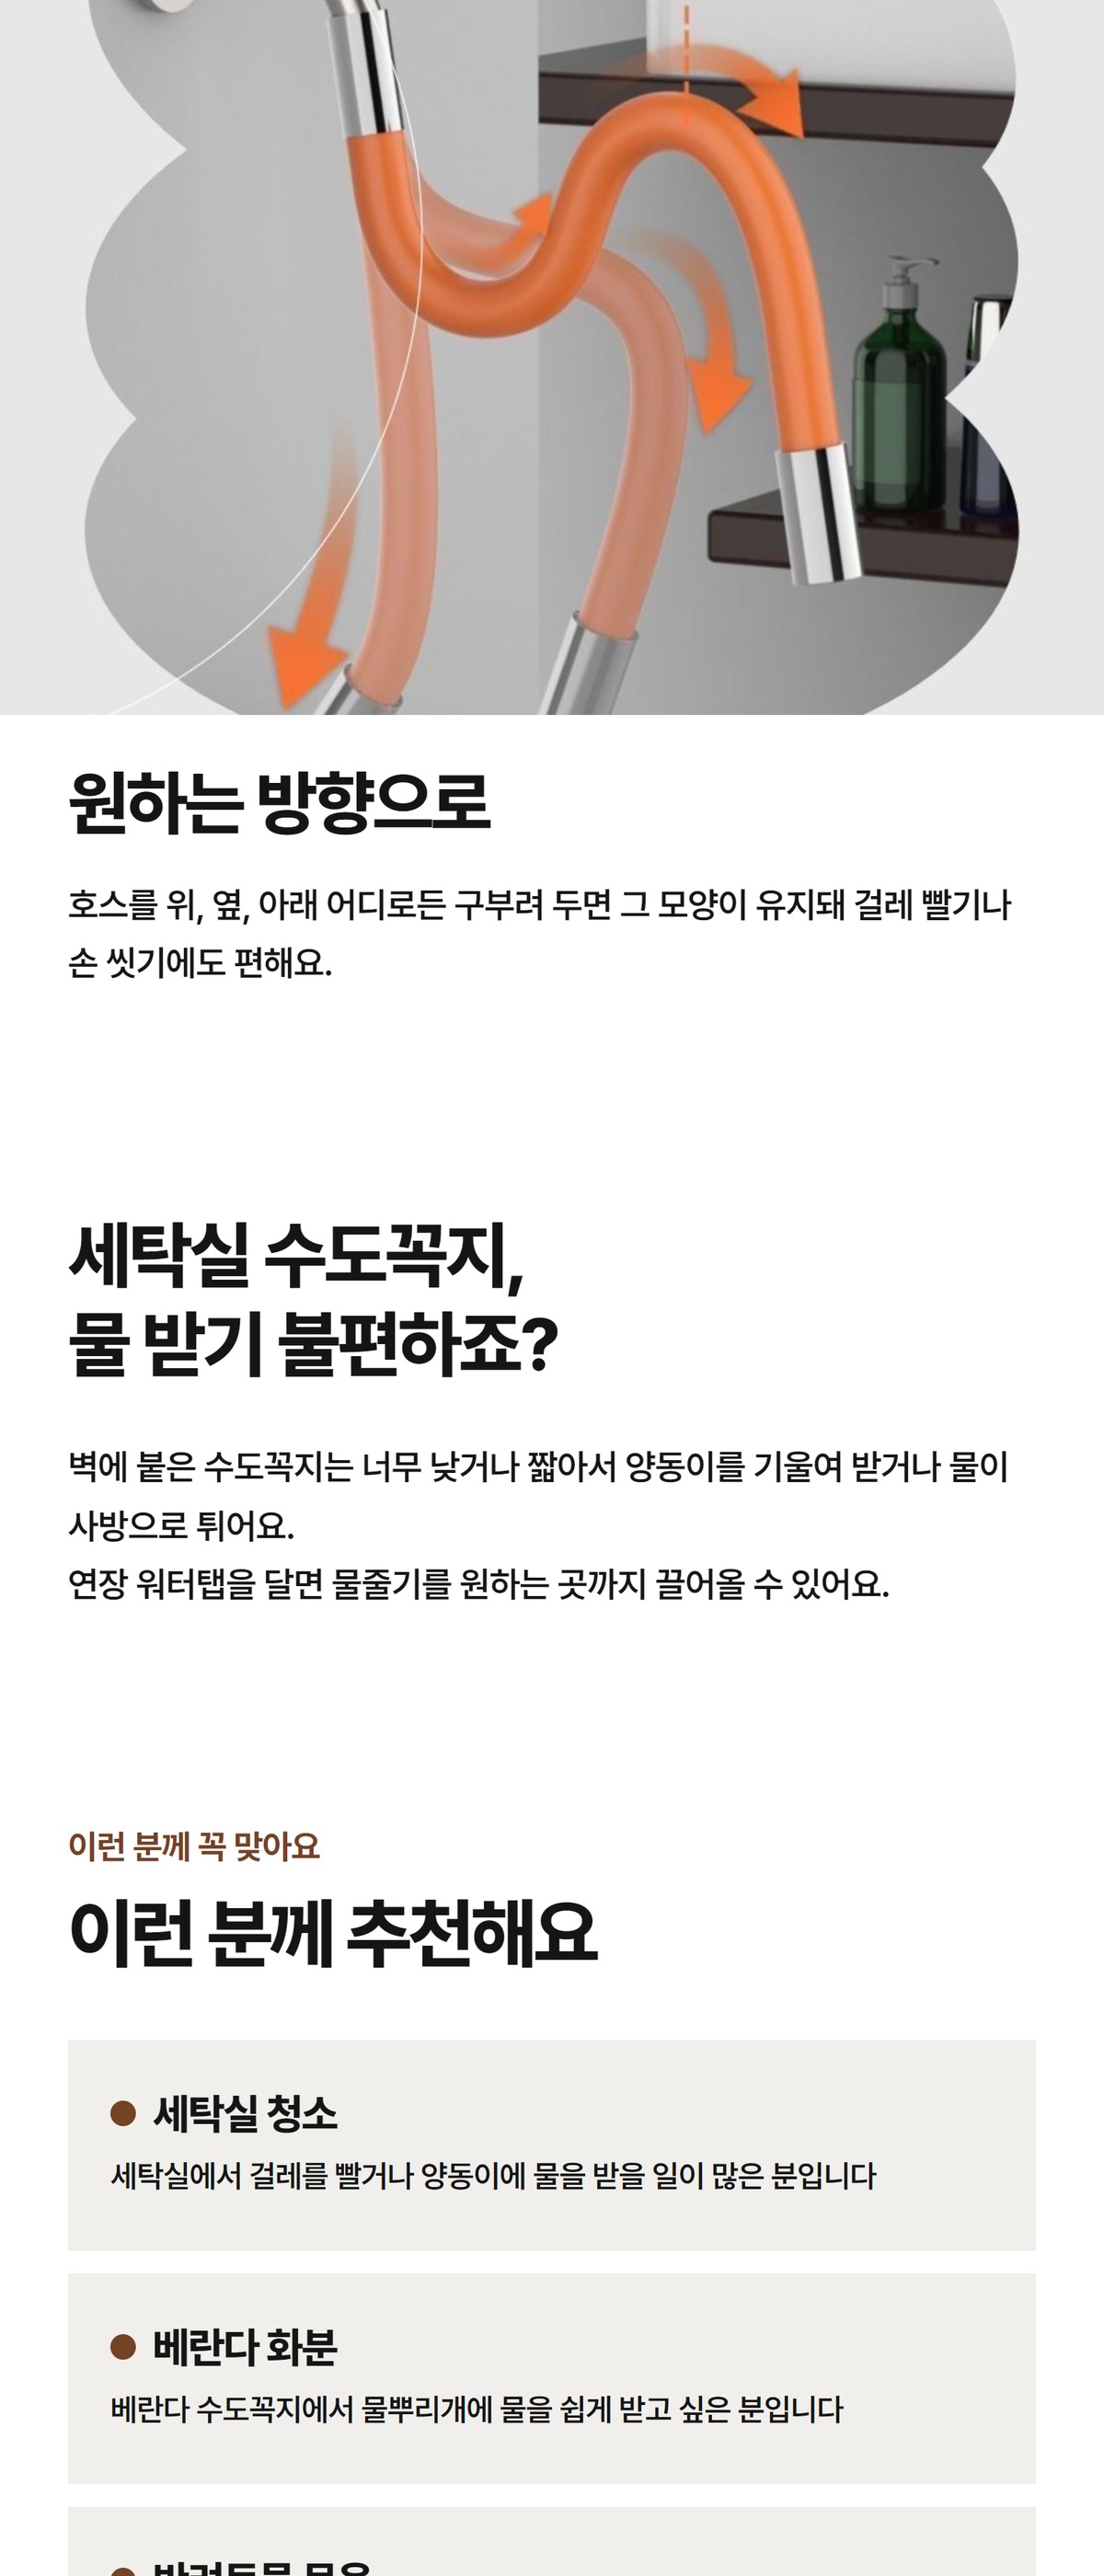 원하는 방향으로
호스를 위, 옆, 아래 어디로든 구부려 두면 그 모양이 유지돼 걸레 빨기나
손 씻기에도 편해요.
세탁실 수도꼭지,
물 받기 불편하죠?
벽에 붙은 수도꼭지는 너무 낮거나 짧아서 양동이를 기울여 받거나 물이
사방으로 튀어요.
연장 워터탭을 달면 물줄기를 원하는 곳까지 끌어올 수 있어요.
이런 분께 꼭 맞아요
이런 분께 추천해요
세탁실 청소
세탁실에서 걸레를 빨거나 양동이에 물을 받을 일이 많은 분입니다
베란다 화분
베란다 수도꼭지에서 물뿌리개에 물을 쉽게 받고 싶은 분입니다